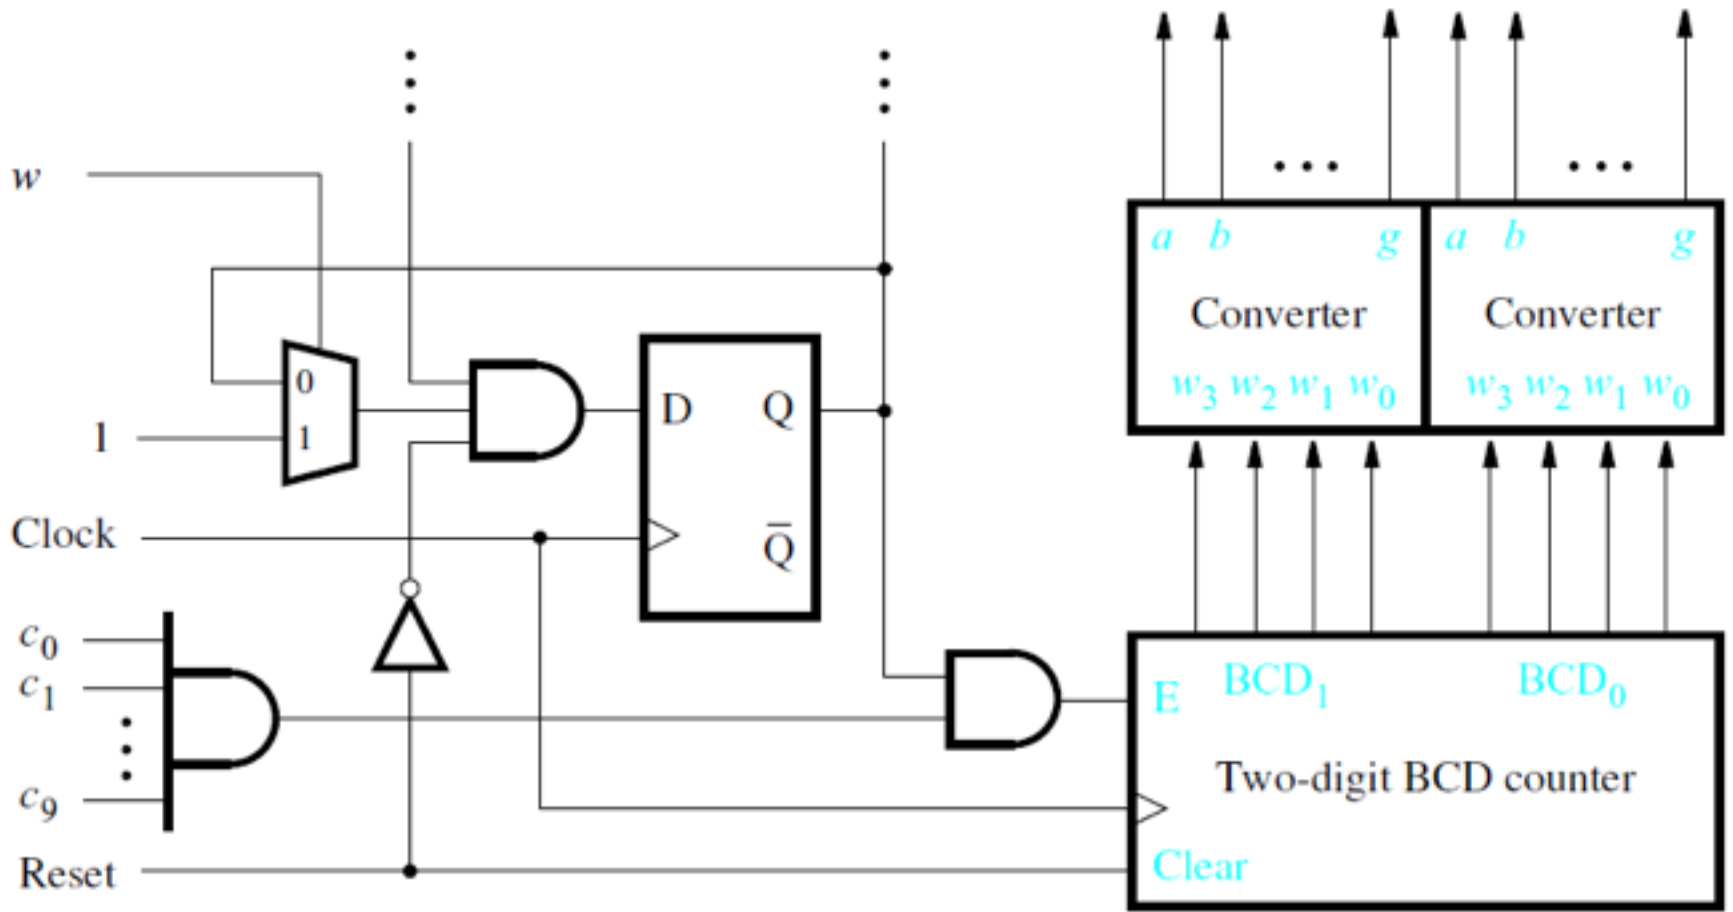 w
a b g a b g
Converter Converter
0
w3 w2 w1 w0 w3 w2 w1 w0
D Q
1 1
Clock
Q̅
c0
c1
E BCD1 BCD0
Two-digit BCD counter
c9
Reset
Clear